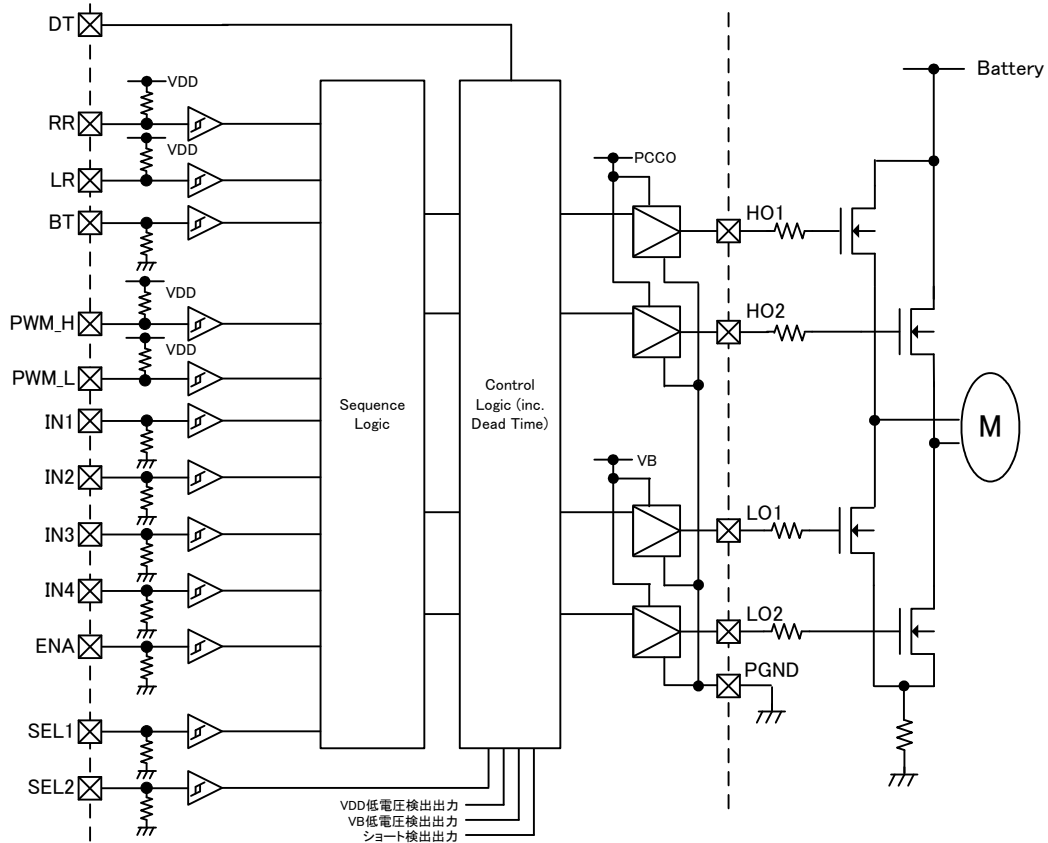 DT
VDD
RR
VDD
LR
BT
VDD
PWM_H
VDD
PWM_L
IN1
IN2
IN3
IN4
ENA
SEL1
SEL2
Sequence
Logic
Control
Logic (inc.
Dead Time)
VDD低電圧検出出力
VB低電圧検出出力
ショート検出出力
PCCO
VB
HO1
HO2
LO1
LO2
PGND
Battery
M